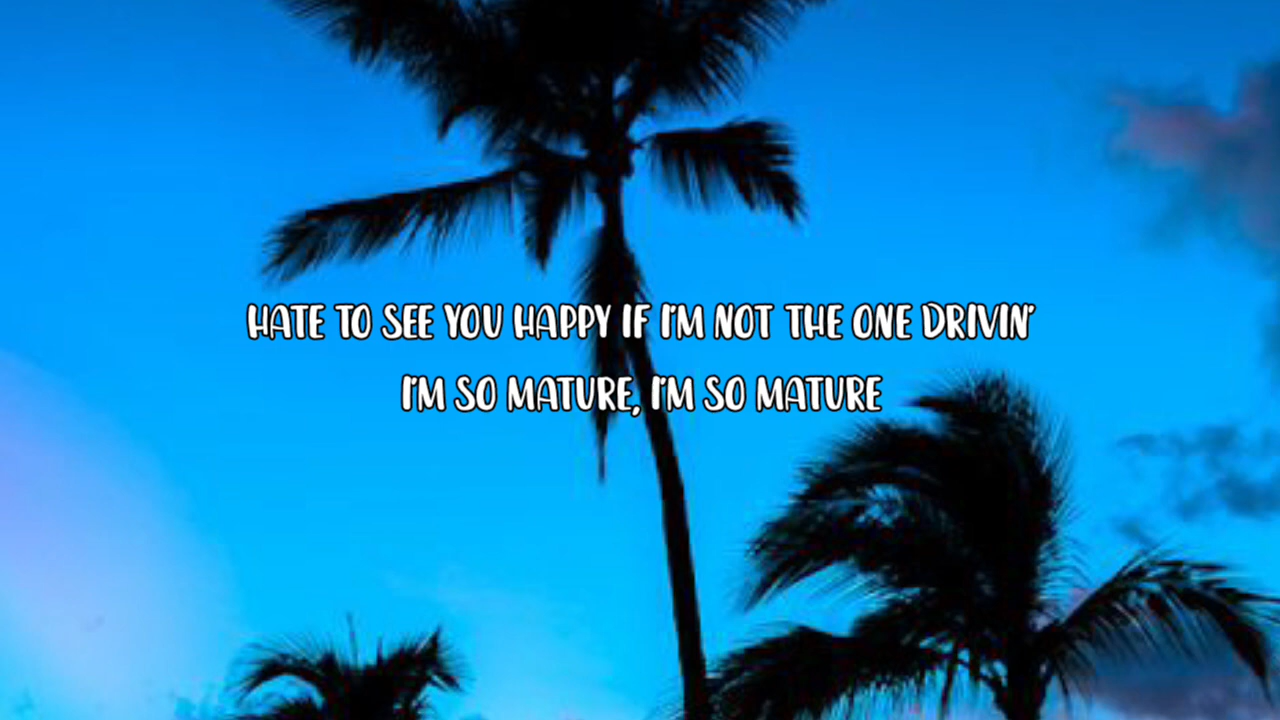 HATE TO SEE YOU HAPPY IF I'M NOT THE ONE DRIVIN'
I'M SO MATURE, I'M SO MATURE